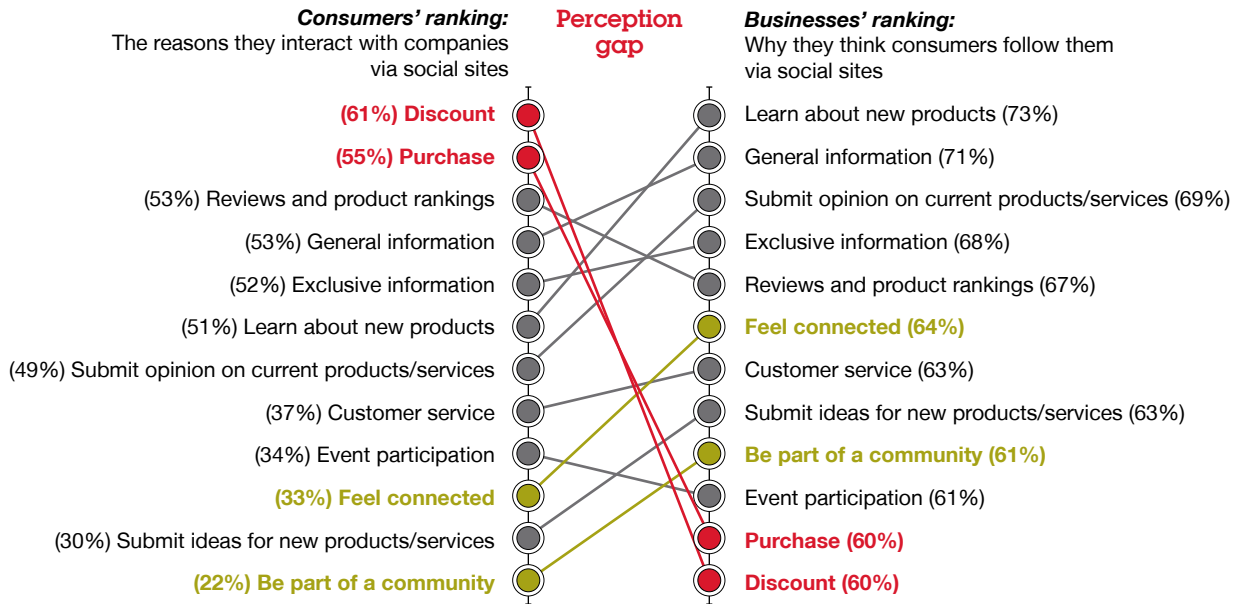 Consumers' ranking:
The reasons they interact with companies
via social sites
Perception
gap
Businesses' ranking:
Why they think consumers follow them
via social sites
(61%) Discount
(55%) Purchase
(53%) Reviews and product rankings
(53%) General information
(52%) Exclusive information
(51%) Learn about new products
(49%) Submit opinion on current products/services
(37%) Customer service
(34%) Event participation
(33%) Feel connected
(30%) Submit ideas for new products/services
(22%) Be part of a community
Learn about new products (73%)
General information (71%)
Submit opinion on current products/services (69%)
Exclusive information (68%)
Reviews and product rankings (67%)
Feel connected (64%)
Customer service (63%)
Submit ideas for new products/services (63%)
Be part of a community (61%)
Event participation (61%)
Purchase (60%)
Discount (60%)